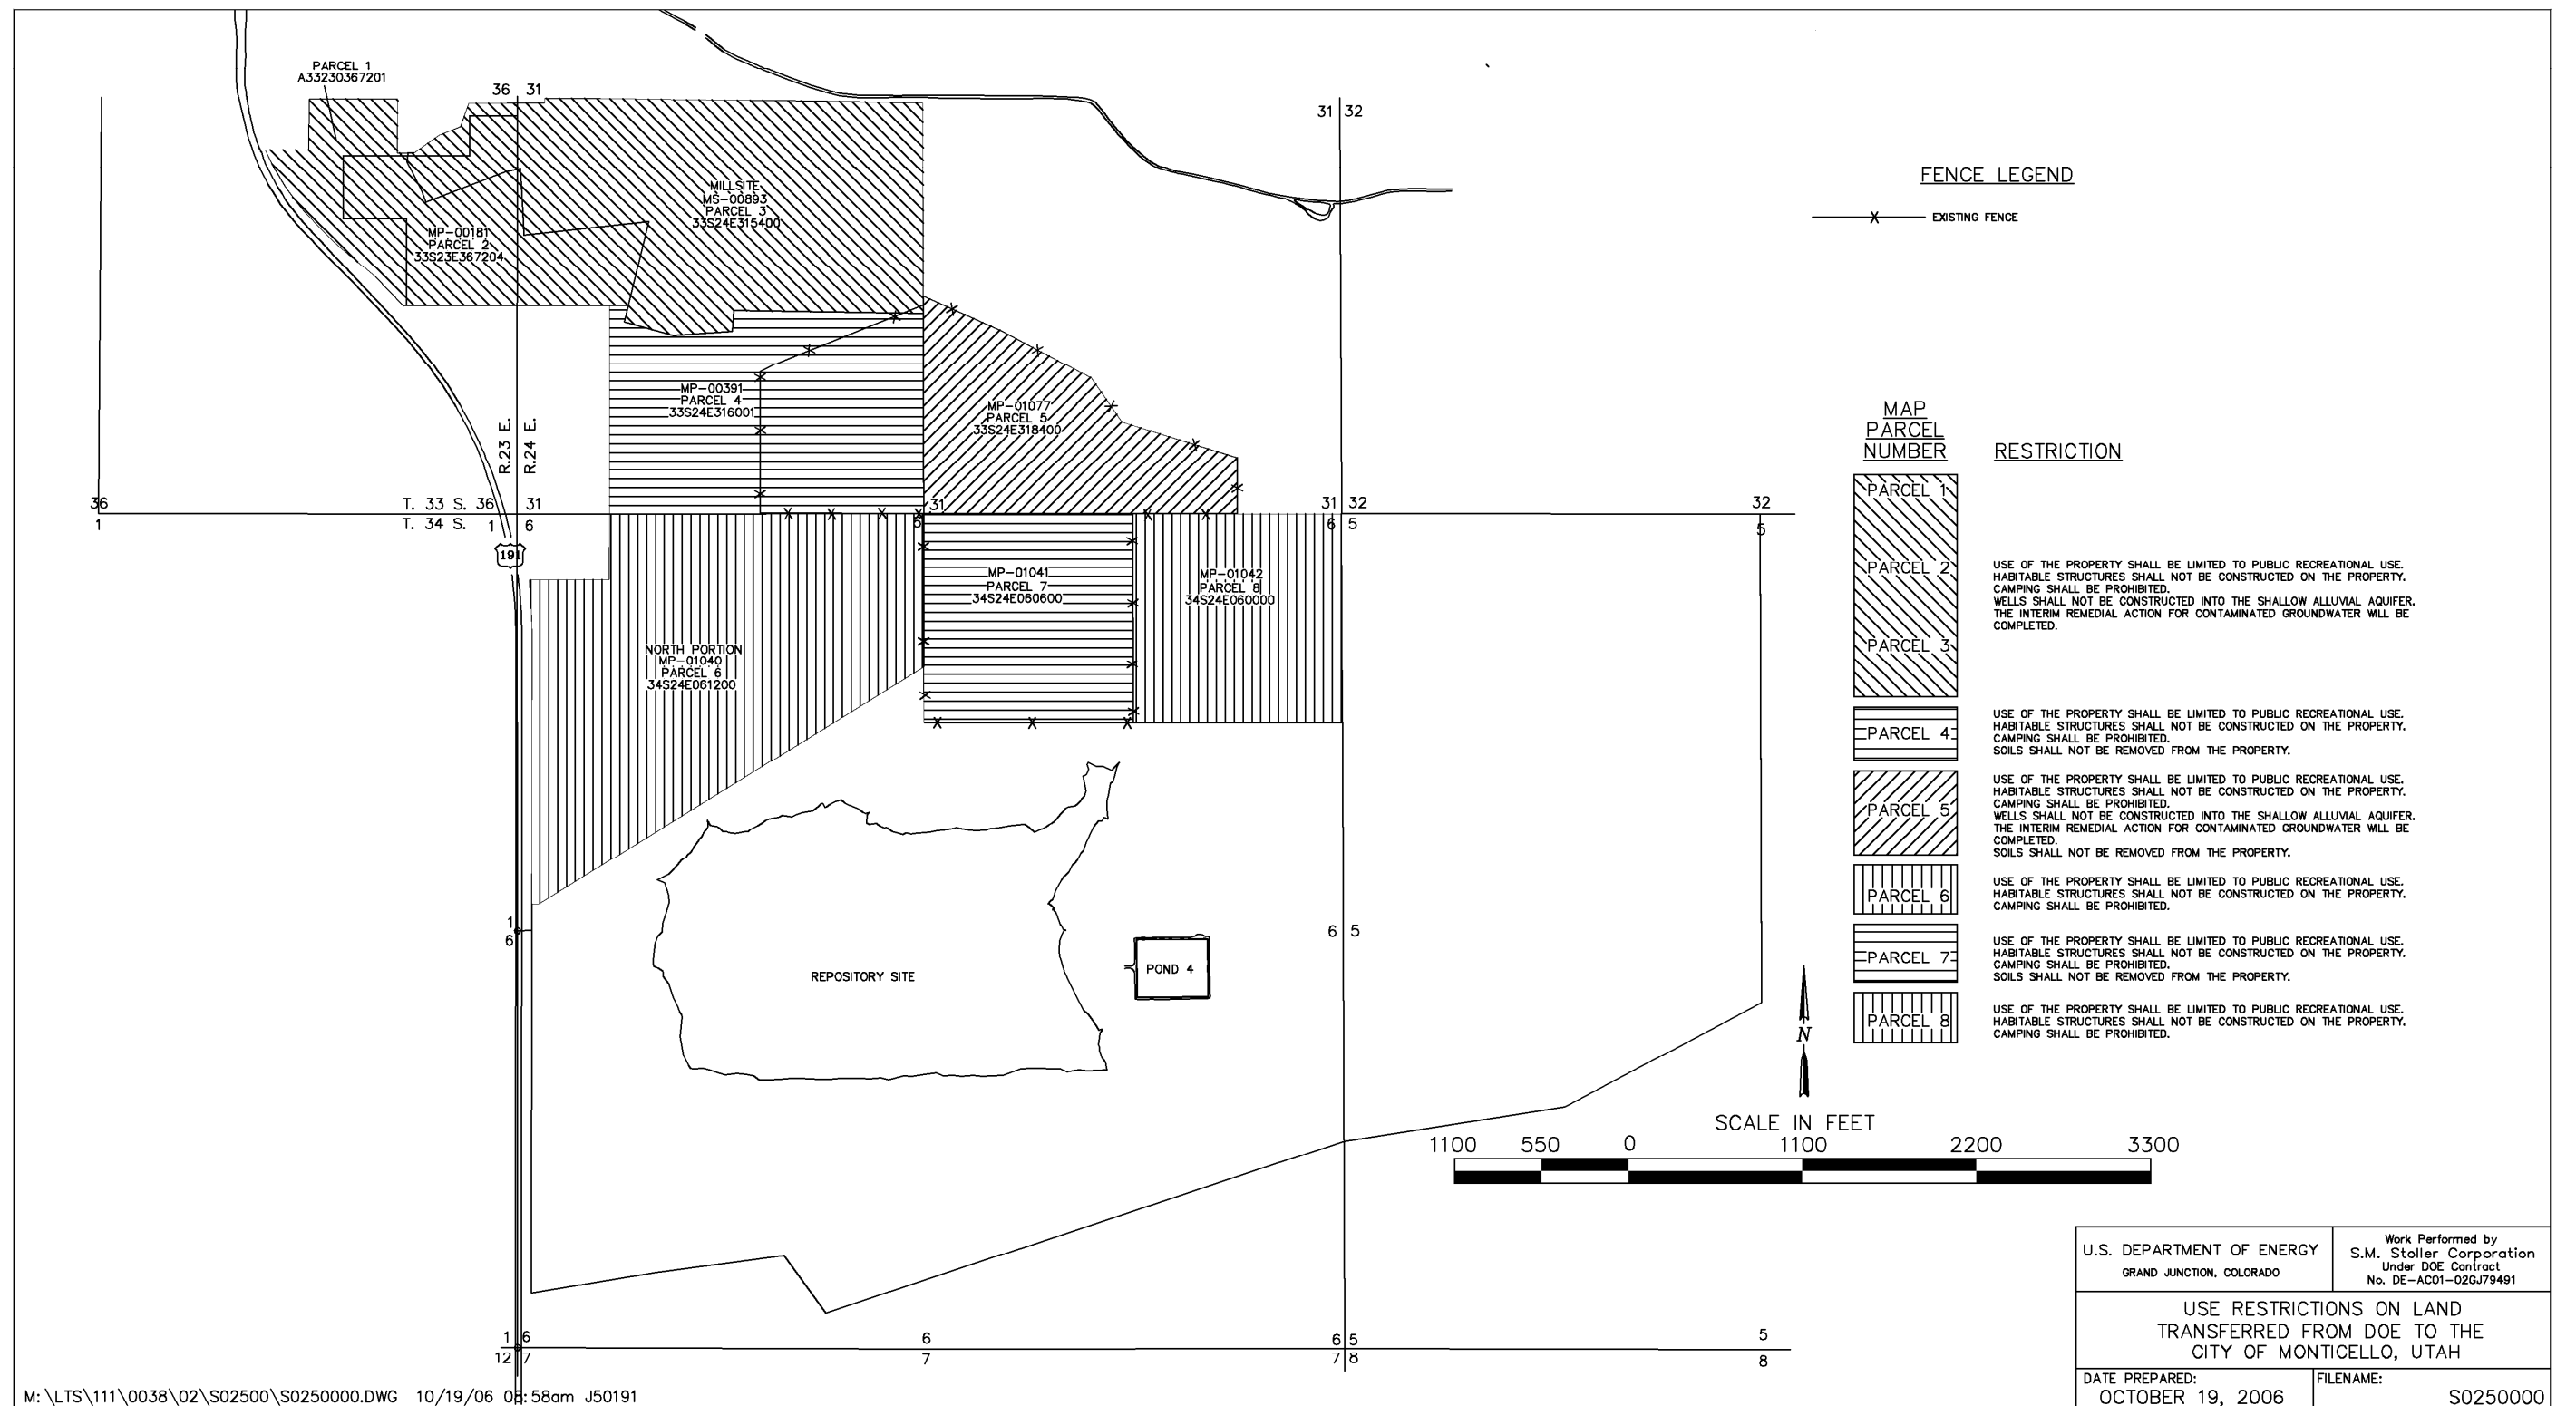 PARCEL 1
A33230367201
36 31
31 32
MILLSITE
MS-00893
PARCEL 3
33S24E315400
MP-00181
PARCEL 2
33S23E367204
FENCE LEGEND
X EXISTING FENCE
MP-00391
PARCEL 4
33S24E316001
MP-01077
PARCEL 5
33S24E318400
R.23 E.
R.24 E.
36
1
T. 33 S. 36 31
T. 34 S. 1 6
31
31 32
6 5
32
5
191
MP-01041
PARCEL 7
34S24E060600
MP-01042
PARCEL 8
34S24E060000
NORTH PORTION
MP-01040
PARCEL 6
34S24E061200
1
6
6 5
REPOSITORY SITE
POND 4
MAP
PARCEL
NUMBER
RESTRICTION
PARCEL 1
PARCEL 2
PARCEL 3
USE OF THE PROPERTY SHALL BE LIMITED TO PUBLIC RECREATIONAL USE.
HABITABLE STRUCTURES SHALL NOT BE CONSTRUCTED ON THE PROPERTY.
CAMPING SHALL BE PROHIBITED.
WELLS SHALL NOT BE CONSTRUCTED INTO THE SHALLOW ALLUVIAL AQUIFER.
THE INTERIM REMEDIAL ACTION FOR CONTAMINATED GROUNDWATER WILL BE
COMPLETED.
PARCEL 4
USE OF THE PROPERTY SHALL BE LIMITED TO PUBLIC RECREATIONAL USE.
HABITABLE STRUCTURES SHALL NOT BE CONSTRUCTED ON THE PROPERTY.
CAMPING SHALL BE PROHIBITED.
SOILS SHALL NOT BE REMOVED FROM THE PROPERTY.
PARCEL 5
USE OF THE PROPERTY SHALL BE LIMITED TO PUBLIC RECREATIONAL USE.
HABITABLE STRUCTURES SHALL NOT BE CONSTRUCTED ON THE PROPERTY.
CAMPING SHALL BE PROHIBITED.
WELLS SHALL NOT BE CONSTRUCTED INTO THE SHALLOW ALLUVIAL AQUIFER.
THE INTERIM REMEDIAL ACTION FOR CONTAMINATED GROUNDWATER WILL BE
COMPLETED.
SOILS SHALL NOT BE REMOVED FROM THE PROPERTY.
PARCEL 6
USE OF THE PROPERTY SHALL BE LIMITED TO PUBLIC RECREATIONAL USE.
HABITABLE STRUCTURES SHALL NOT BE CONSTRUCTED ON THE PROPERTY.
CAMPING SHALL BE PROHIBITED.
PARCEL 7
USE OF THE PROPERTY SHALL BE LIMITED TO PUBLIC RECREATIONAL USE.
HABITABLE STRUCTURES SHALL NOT BE CONSTRUCTED ON THE PROPERTY.
CAMPING SHALL BE PROHIBITED.
SOILS SHALL NOT BE REMOVED FROM THE PROPERTY.
PARCEL 8
USE OF THE PROPERTY SHALL BE LIMITED TO PUBLIC RECREATIONAL USE.
HABITABLE STRUCTURES SHALL NOT BE CONSTRUCTED ON THE PROPERTY.
CAMPING SHALL BE PROHIBITED.
N
SCALE IN FEET
1100 550 0 1100 2200 3300
1 6
12 7
6
7
6 5
7 8
5
8
U.S. DEPARTMENT OF ENERGY
GRAND JUNCTION, COLORADO
Work Performed by
S.M. Stoller Corporation
Under DOE Contract
No. DE-AC01-02GJ79491
USE RESTRICTIONS ON LAND
TRANSFERRED FROM DOE TO THE
CITY OF MONTICELLO, UTAH
DATE PREPARED:
OCTOBER 19, 2006
FILENAME:
S0250000
M:\LTS\111\0038\02\S02500\S0250000.DWG 10/19/06 08:58am J50191